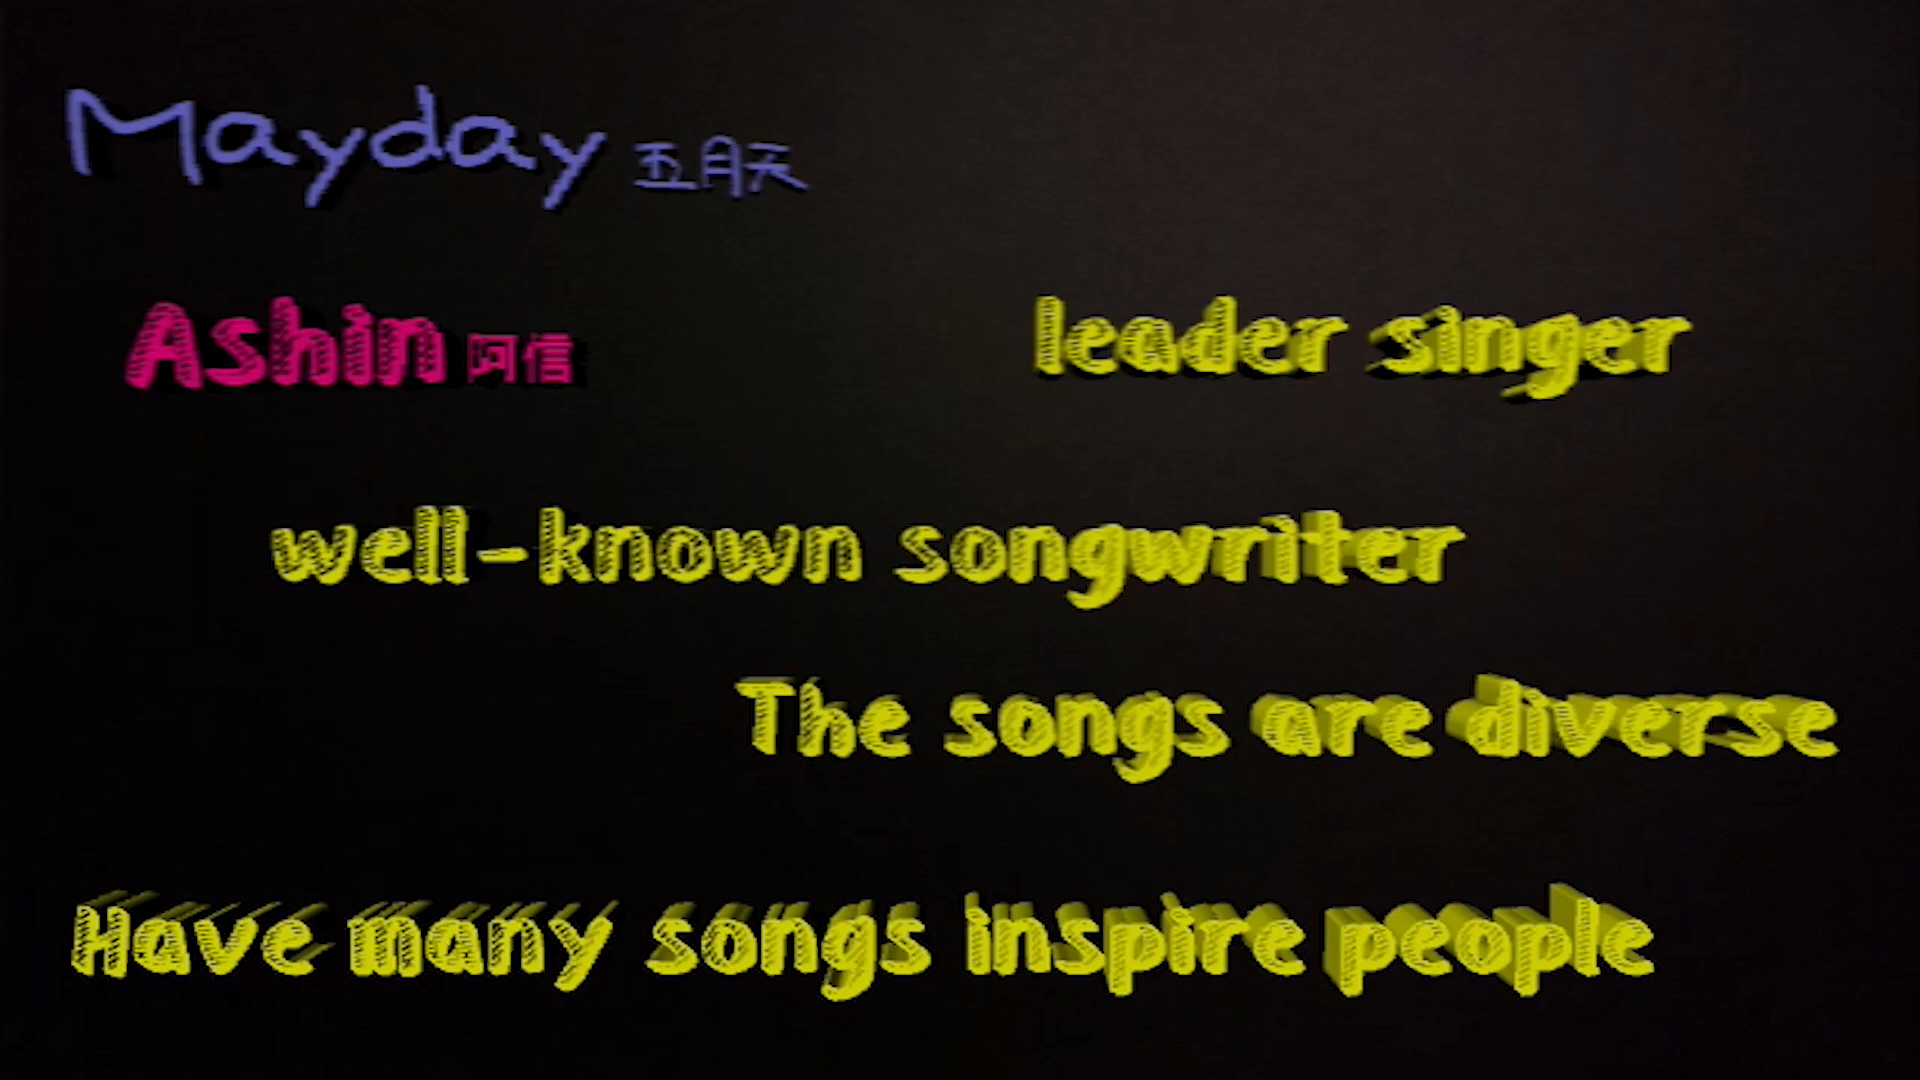 Mayday 五月天
Ashin 阿信
leader singer
well-known songwriter
The songs are diverse
Have many songs inspire people